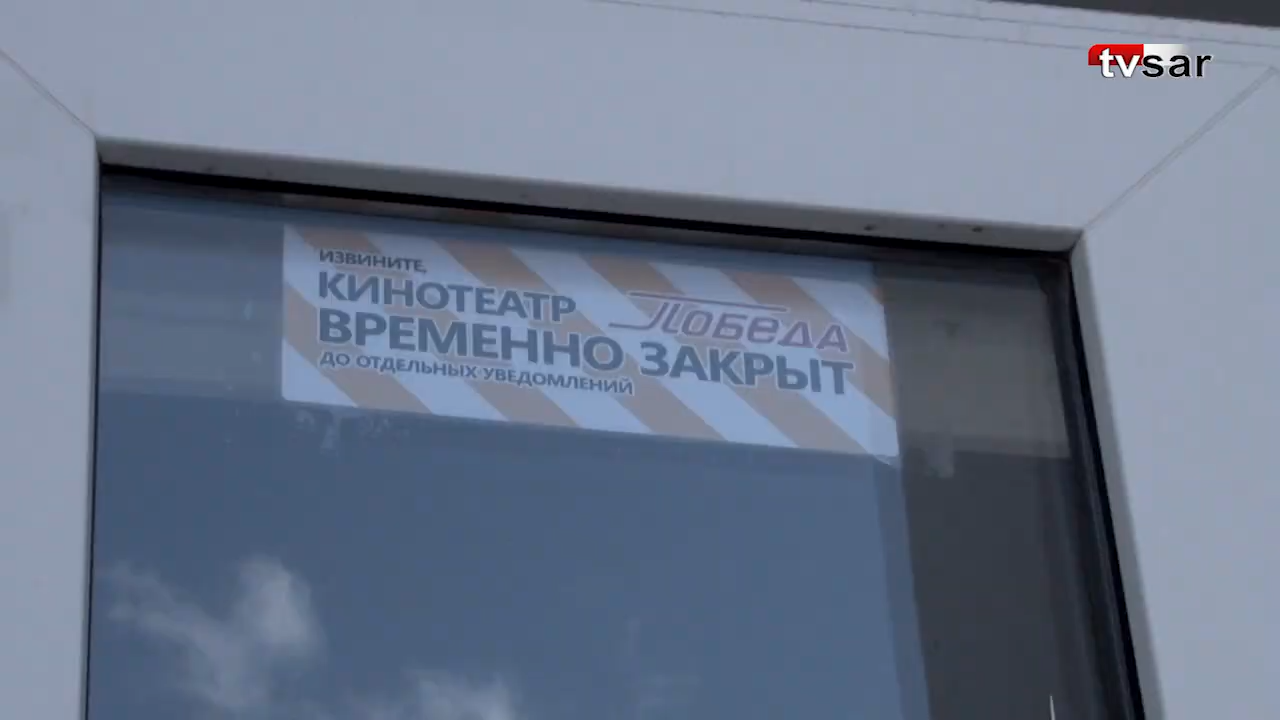 tvsar
ИЗВИНИТЕ,
КИНОТЕАТР ПОБЕДА
ВРЕМЕННО ЗАКРЫТ
ДО ОТДЕЛЬНЫХ УВЕДОМЛЕНИЙ